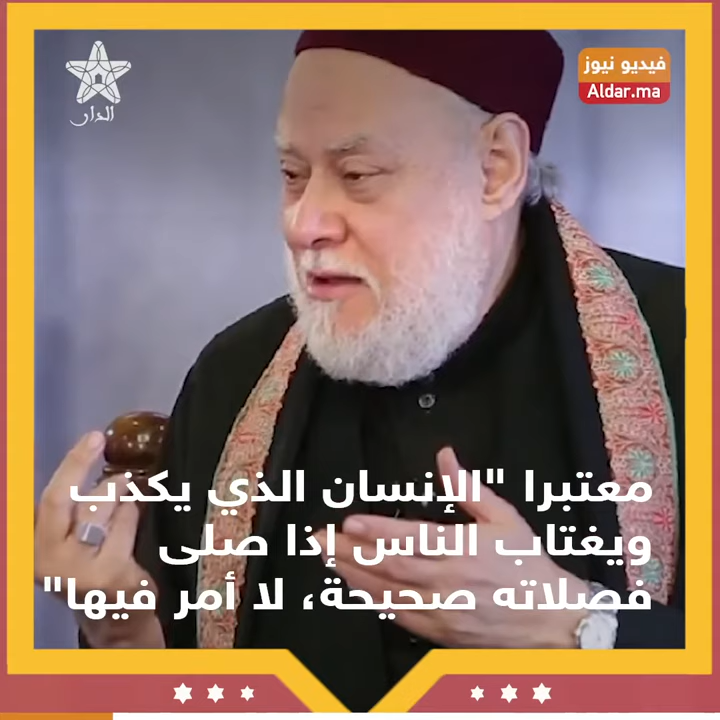 الدار
فيديو نيوز
Aldar.ma
معتبرا "الإنسان الذي يكذب
ويغتاب الناس إذا صلى
فصلاته صحيحة، لا أمر فيها"